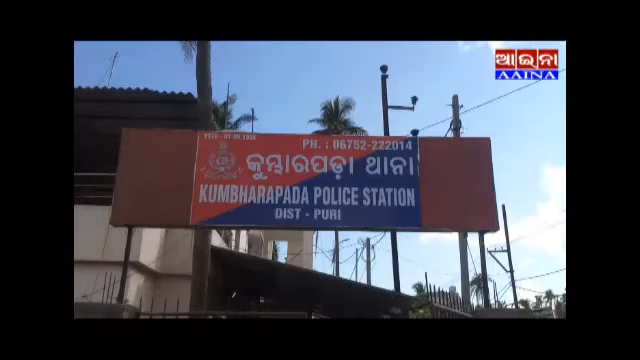 ଆଇନା
AAINA
PH. : 06752-222014
କୁମ୍ଭାରପଡ଼ା ଥାନା
KUMBHARAPADA POLICE STATION
DIST - PURI